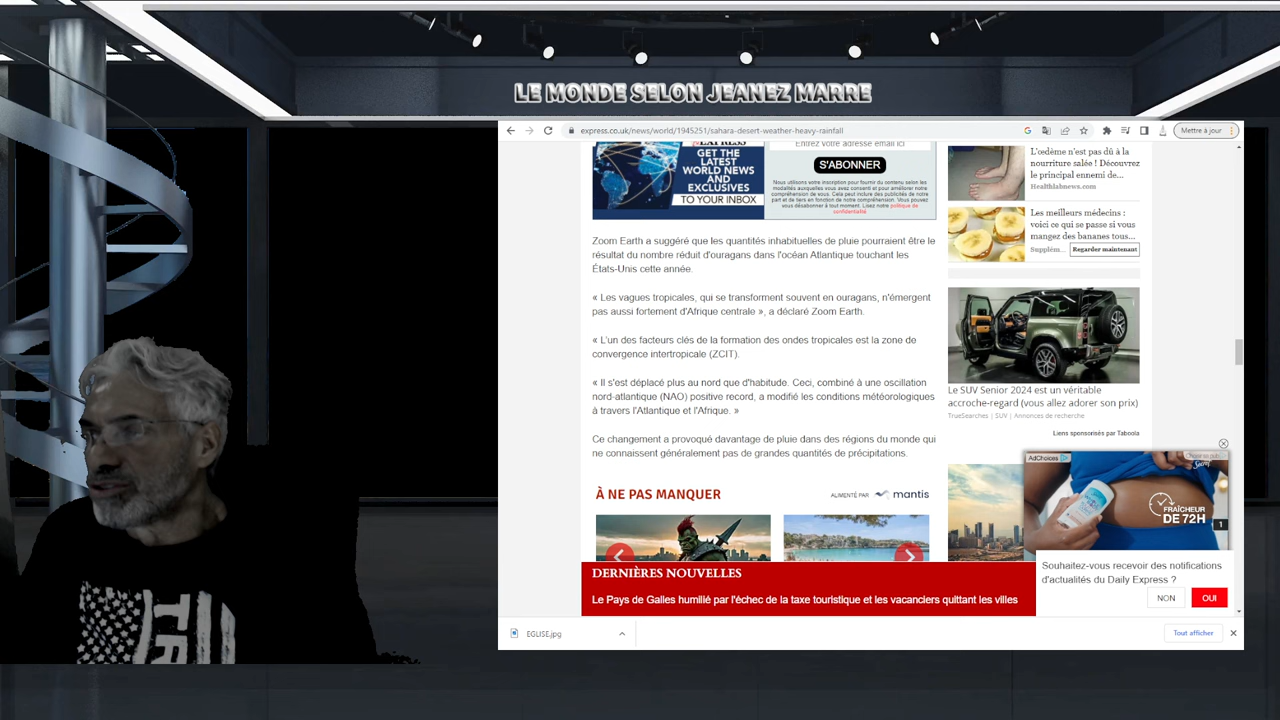 LE MONDE SELON JEANEZ MARRE
express.co.uk/news/world/1945251/sahara-desert-weather-heavy-rainfall
Mettre à jour
EXPRESS
GET THE
LATEST
WORLD NEWS
AND
EXCLUSIVES
TO YOUR INBOX
Entrez votre adresse email ici
S'ABONNER
Nous utilisons votre inscription pour fournir du contenu selon les
modalités auxquelles vous avez consenti et pour améliorer notre
compréhension de vous. Cela peut inclure des publicités de notre
part et de tiers en fonction de notre compréhension. Vous pouvez
vous désabonner à tout moment. Lisez notre politique de
confidentialité
Zoom Earth a suggéré que les quantités inhabituelles de pluie pourraient être le
résultat du nombre réduit d'ouragans dans l'océan Atlantique touchant les
États-Unis cette année.
« Les vagues tropicales, qui se transforment souvent en ouragans, n'émergent
pas aussi fortement d'Afrique centrale », a déclaré Zoom Earth.
« L'un des facteurs clés de la formation des ondes tropicales est la zone de
convergence intertropicale (ZCIT).
« Il s'est déplacé plus au nord que d'habitude. Ceci, combiné à une oscillation
nord-atlantique (NAO) positive record, a modifié les conditions météorologiques
à travers l'Atlantique et l'Afrique. »
Ce changement a provoqué davantage de pluie dans des régions du monde qui
ne connaissent généralement pas de grandes quantités de précipitations.
À NE PAS MANQUER
ALIMENTÉ PAR mantis
DERNIÈRES NOUVELLES
Le Pays de Galles humilié par l'échec de la taxe touristique et les vacanciers quittant les villes
L'œdème n'est pas dû à la
nourriture salée ! Découvrez
le principal ennemi de...
Healthlabnews.com
Les meilleurs médecins :
voici ce qui se passe si vous
mangez des bananes tous...
Supplém...
Regarder maintenant
Le SUV Senior 2024 est un véritable
accroche-regard (vous allez adorer son prix)
TrueSearches | SUV | Annonces de recherche
Liens sponsorisés par Taboola
AdChoices
Secret
FRAÎCHEUR
DE 72H
1
Souhaitez-vous recevoir des notifications
d'actualités du Daily Express ?
NON
OUI
EGLISE.jpg
Tout afficher